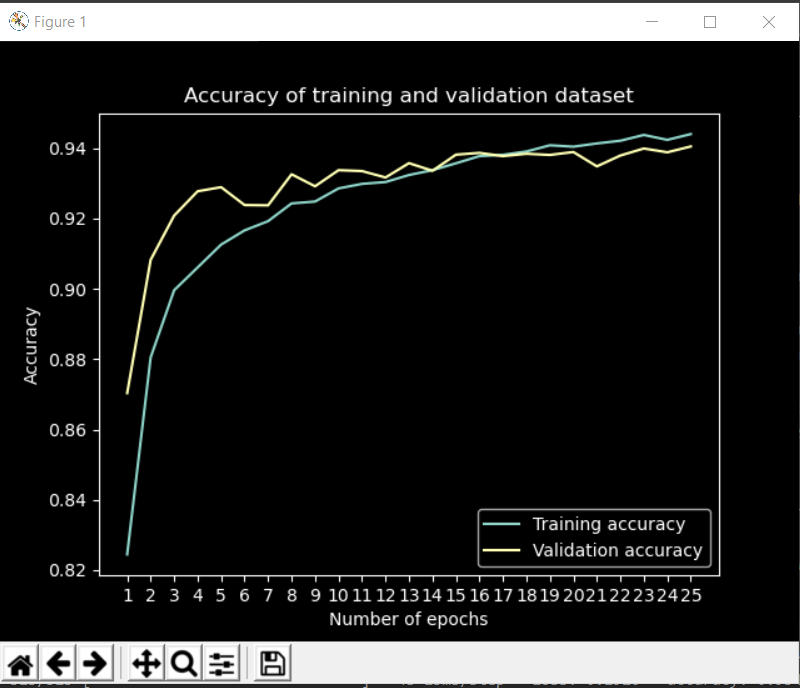 Figure 1
Accuracy of training and validation dataset
0.94
0.92
0.90
0.88
0.86
0.84
0.82
Accuracy
Training accuracy
Validation accuracy
1 2 3 4 5 6 7 8 9 10 11 12 13 14 15 16 17 18 19 20 21 22 23 24 25
Number of epochs